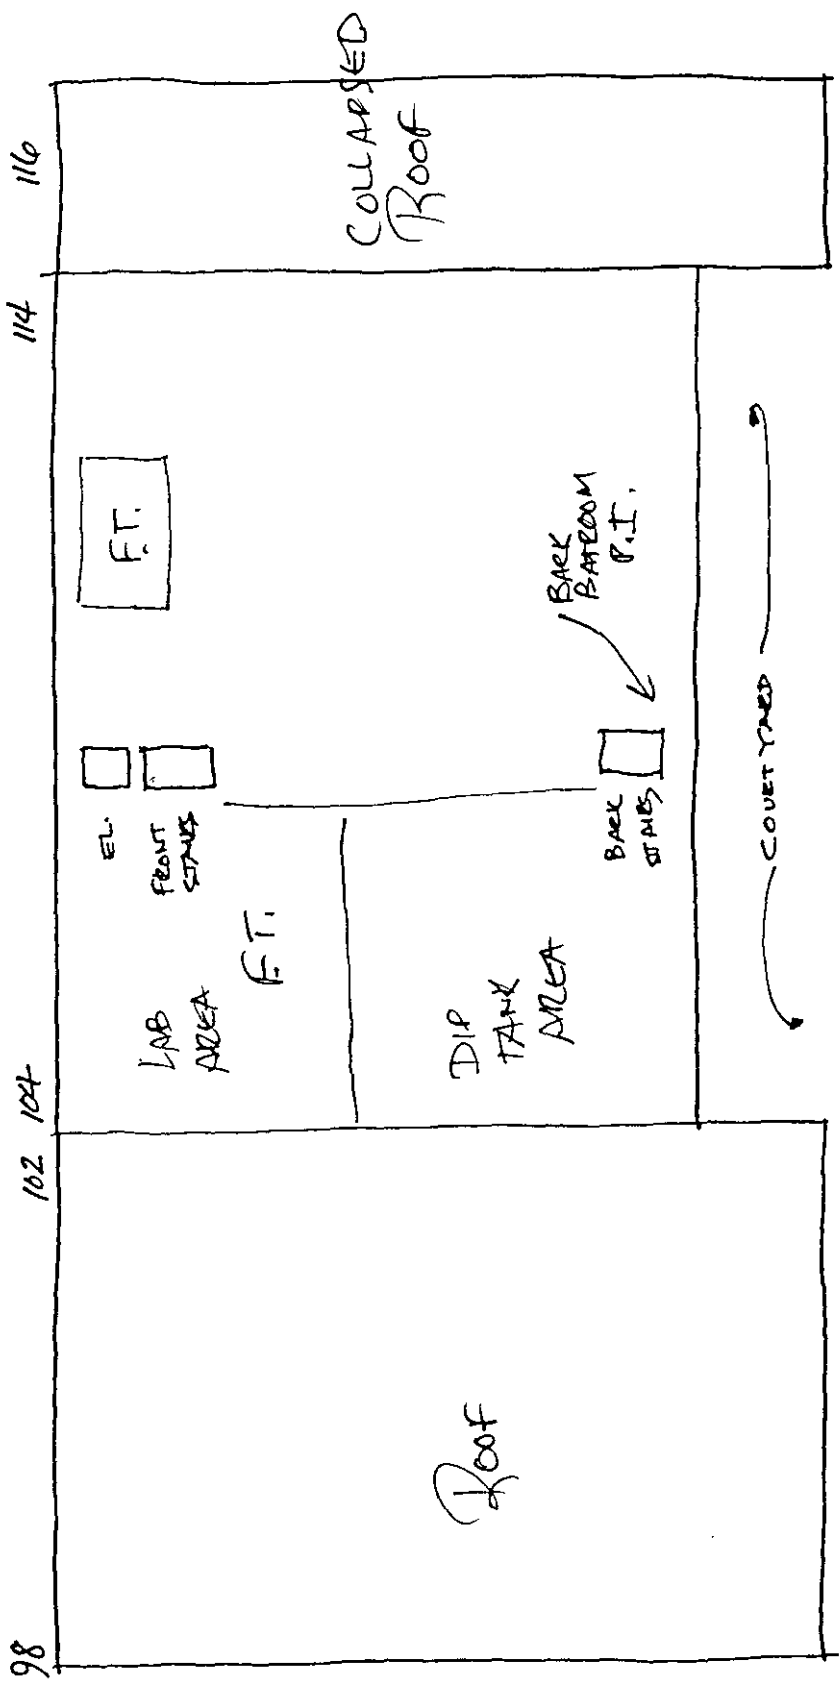 98
102
104
114
116
EL.
FRONT
STAIRS
F.T.
LAB
AREA
F.T.
COLLAPSED
ROOF
ROOF
DIP
TANK
AREA
BACK
BATROOM
P.I.
BACK
STAIRS
COURTYARD